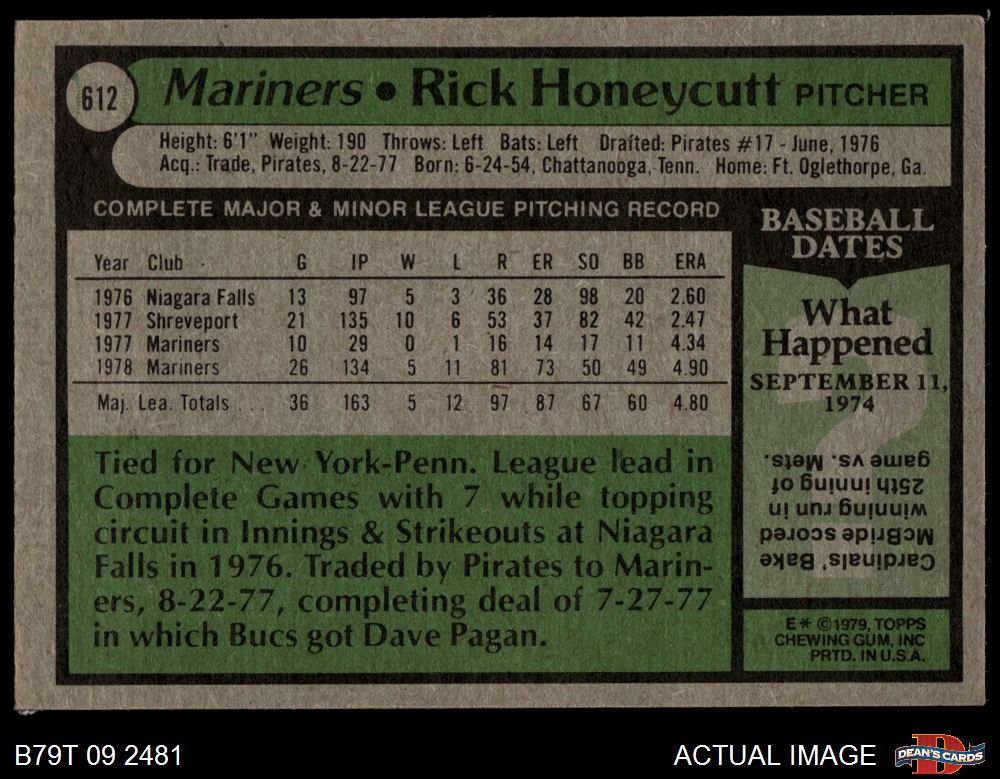 612
Mariners • Rick Honeycutt PITCHER
Height: 6'1" Weight: 190 Throws: Left Bats: Left Drafted: Pirates #17 - June, 1976
Acq.: Trade, Pirates, 8-22-77 Born: 6-24-54, Chattanooga, Tenn. Home: Ft. Oglethorpe, Ga.
COMPLETE MAJOR & MINOR LEAGUE PITCHING RECORD
Year Club G IP W L R ER SO BB ERA
1976 Niagara Falls 13 97 5 3 36 28 98 20 2.60
1977 Shreveport 21 135 10 6 53 37 82 42 2.47
1977 Mariners 10 29 0 1 16 14 17 11 4.34
1978 Mariners 26 134 5 11 81 73 50 49 4.90
Maj. Lea. Totals . . . 36 163 5 12 97 87 67 60 4.80
Tied for New York-Penn. League lead in
Complete Games with 7 while topping
circuit in Innings & Strikeouts at Niagara
Falls in 1976. Traded by Pirates to Marin-
ers, 8-22-77, completing deal of 7-27-77
in which Bucs got Dave Pagan.
BASEBALL
DATES
What
Happened
SEPTEMBER 11,
1974
?
Cardinals' Bake
McBride scored
winning run in
25th inning of
game vs. Mets.
E* ©1979, TOPPS
CHEWING GUM, INC
PRTD. IN U.S.A.
B79T 09 2481
ACTUAL IMAGE
DEAN'S CARDS